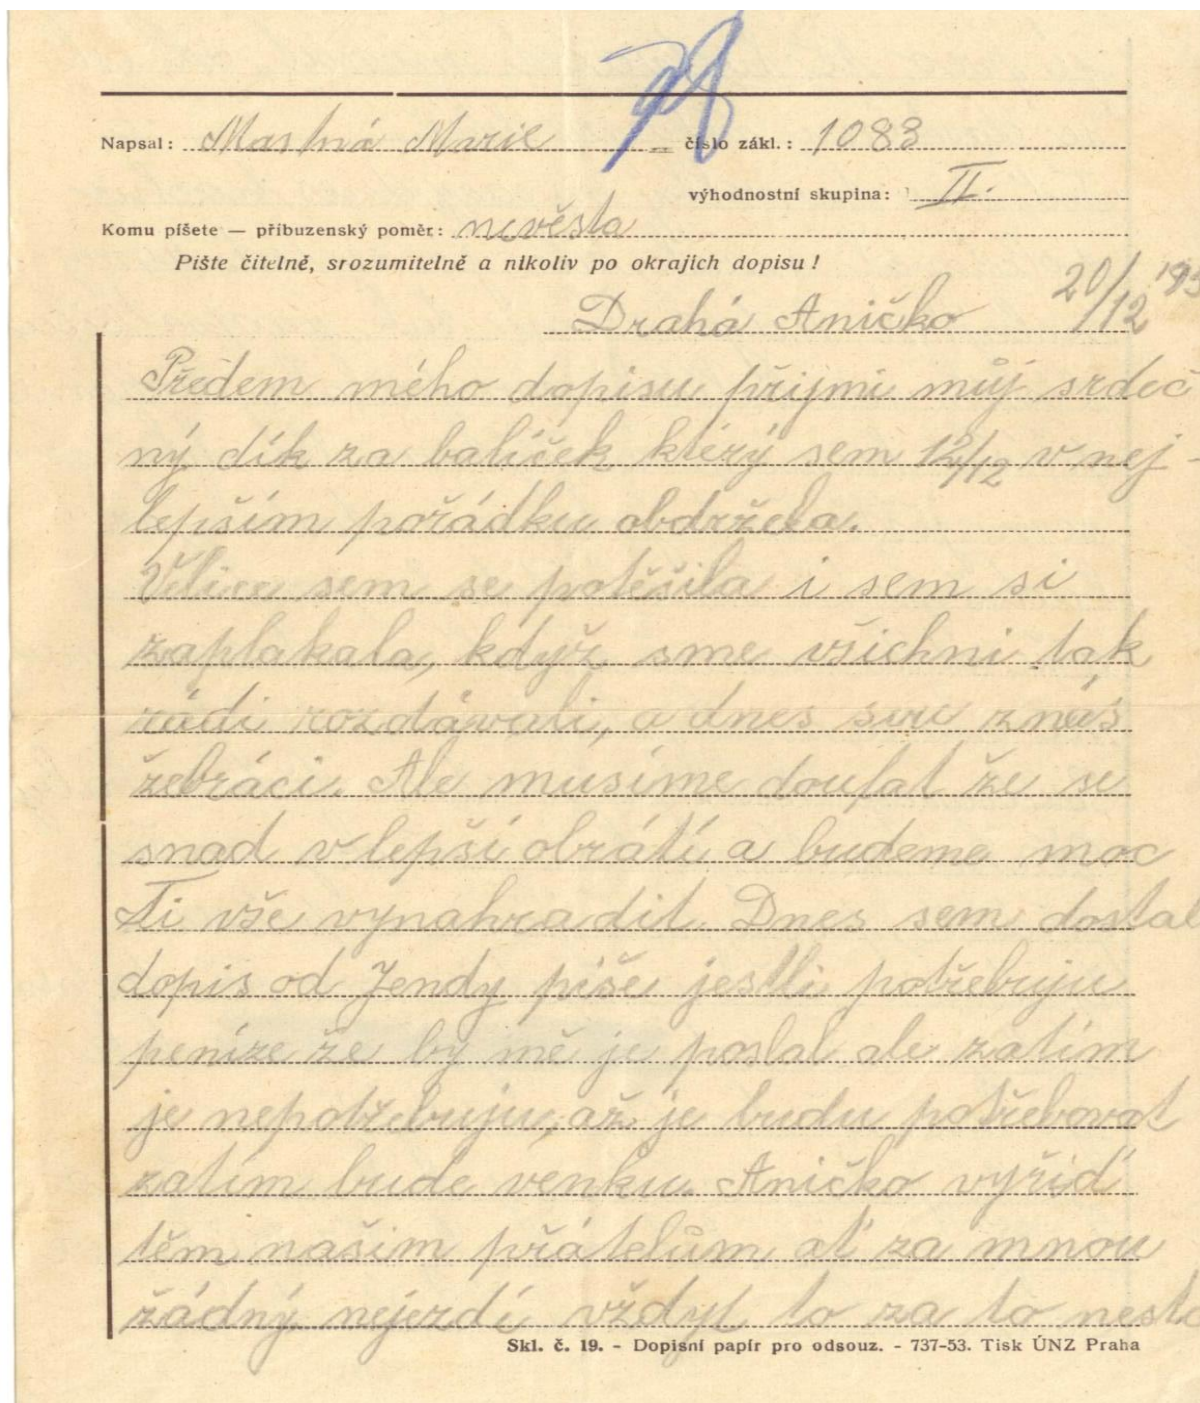 Napsal: Mastná Marie číslo zákl.: 1083
výhodnostní skupina: II.
Komu píšete — příbuzenský poměr: nevěsta
Pište čitelně, srozumitelně a nikoliv po okrajích dopisu!
Drahá Aničko 20/12 195
Předem mého dopisu přijmi můj srdeč
ný dík za balíček který sem 12/12 v nej-
lepším pořádku obdržela.
Velice sem se potěšila i sem si
zaplakala, když sme všichni tak
rádi rozdávali, a dnes sou z nás
žebráci. Ale musíme doufat že se
snad v lepší obrátí a budeme moc
Ti vše vynahradit. Dnes sem dostal
dopis od Jendy píše jestli potřebuju
peníze že by mě je poslal ale zatím
je nepotřebuju, až je budu potřebovat
zatím bude venku. Aničko vyřiď
těm našim přátelům ať za mnou
žádný nejezdí vždyt to za to nesto
Skl. č. 19. - Dopisní papír pro odsouz. - 737-53. Tisk ÚNZ Praha